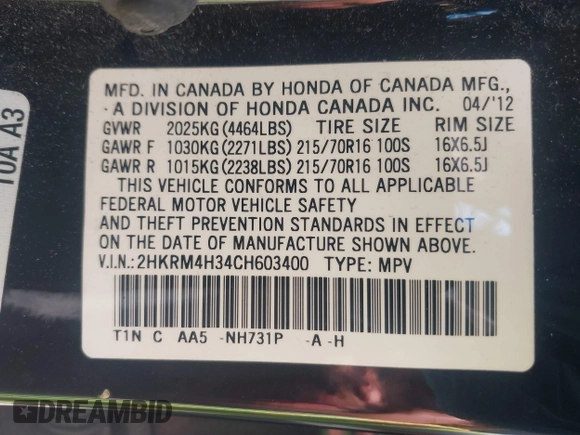 10A A3
MFD. IN CANADA BY HONDA OF CANADA MFG.,
A DIVISION OF HONDA CANADA INC. 04/'12
GVWR 2025KG(4464LBS) TIRE SIZE RIM SIZE
GAWR F 1030KG(2271LBS) 215/70R16 100S 16X6.5J
GAWR R 1015KG(2238LBS) 215/70R16 100S 16X6.5J
THIS VEHICLE CONFORMS TO ALL APPLICABLE
FEDERAL MOTOR VEHICLE SAFETY
AND THEFT PREVENTION STANDARDS IN EFFECT
ON THE DATE OF MANUFACTURE SHOWN ABOVE.
V.I.N.:2HKRM4H34CH603400 TYPE: MPV
T1N C AA5 -NH731P -A -H
DREAMBID